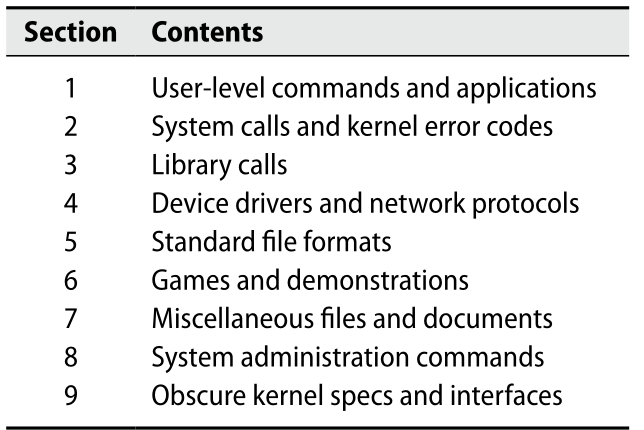 Section Contents
1 User-level commands and applications
2 System calls and kernel error codes
3 Library calls
4 Device drivers and network protocols
5 Standard file formats
6 Games and demonstrations
7 Miscellaneous files and documents
8 System administration commands
9 Obscure kernel specs and interfaces